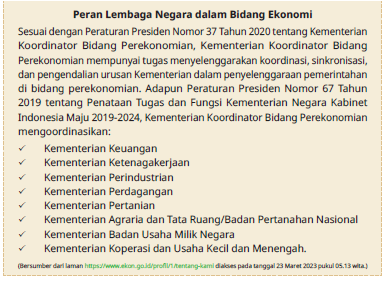 Peran Lembaga Negara dalam Bidang Ekonomi
Sesuai dengan Peraturan Presiden Nomor 37 Tahun 2020 tentang Kementerian
Koordinator Bidang Perekonomian, Kementerian Koordinator Bidang
Perekonomian mempunyai tugas menyelenggarakan koordinasi, sinkronisasi,
dan pengendalian urusan Kementerian dalam penyelenggaraan pemerintahan
di bidang perekonomian. Adapun Peraturan Presiden Nomor 67 Tahun
2019 tentang Penataan Tugas dan Fungsi Kementerian Negara Kabinet
Indonesia Maju 2019-2024, Kementerian Koordinator Bidang Perekonomian
mengoordinasikan:
✓ Kementerian Keuangan
✓ Kementerian Ketenagakerjaan
✓ Kementerian Perindustrian
✓ Kementerian Perdagangan
✓ Kementerian Pertanian
✓ Kementerian Agraria dan Tata Ruang/Badan Pertanahan Nasional
✓ Kementerian Badan Usaha Milik Negara
✓ Kementerian Koperasi dan Usaha Kecil dan Menengah.
(Bersumber dari laman https://www.ekon.go.id/profil/1/tentang-kami diakses pada tanggal 23 Maret 2023 pukul 05.13 wita.)